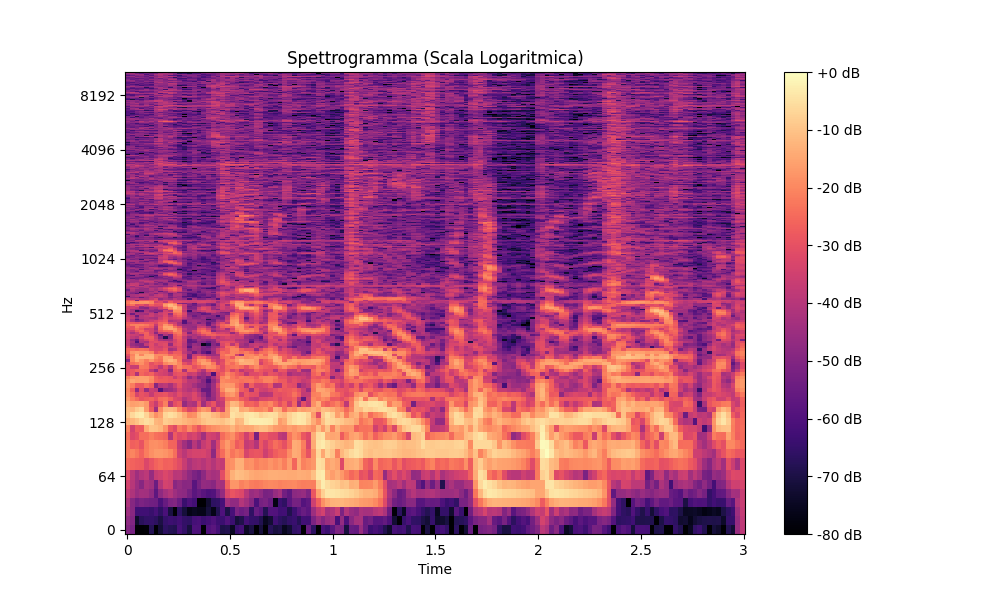 Spettrogramma (Scala Logaritmica)
Hz
8192
4096
2048
1024
512
256
128
64
0
0 0.5 1 1.5 2 2.5 3
Time
+0 dB
-10 dB
-20 dB
-30 dB
-40 dB
-50 dB
-60 dB
-70 dB
-80 dB